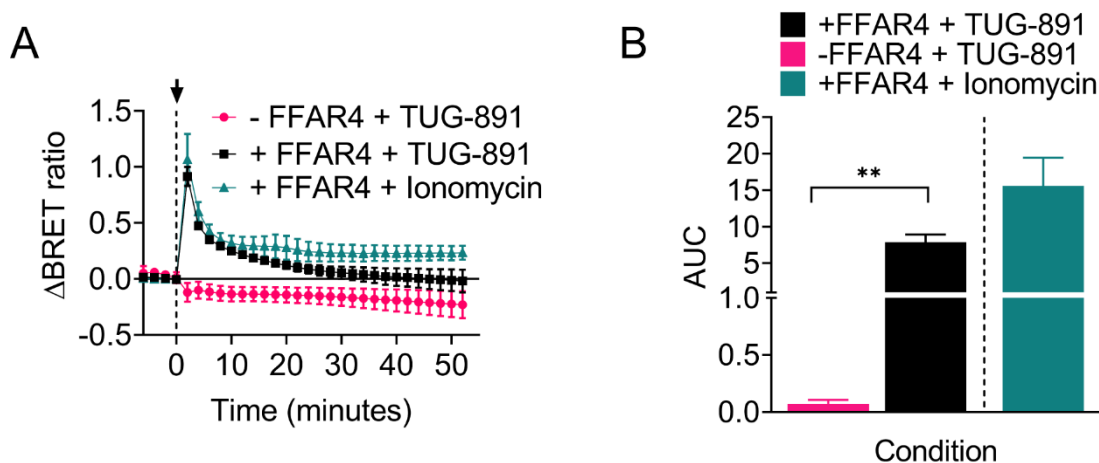 A
ΔBRET ratio
1.5
1.0
0.5
0.0
-0.5
- FFAR4 + TUG-891
+ FFAR4 + TUG-891
+ FFAR4 + Ionomycin
0 10 20 30 40 50
Time (minutes)
B
+FFAR4 + TUG-891
-FFAR4 + TUG-891
+FFAR4 + Ionomycin
AUC
25
20
15
10
5
1.0
0.5
0.0
**
Condition